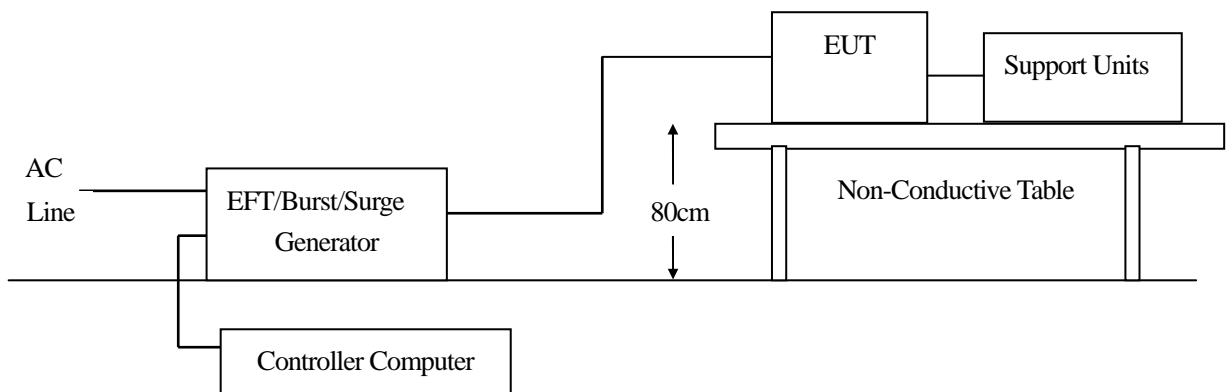 EUT
Support Units
AC
Line
EFT/Burst/Surge
Generator
80cm
Non-Conductive Table
Controller Computer